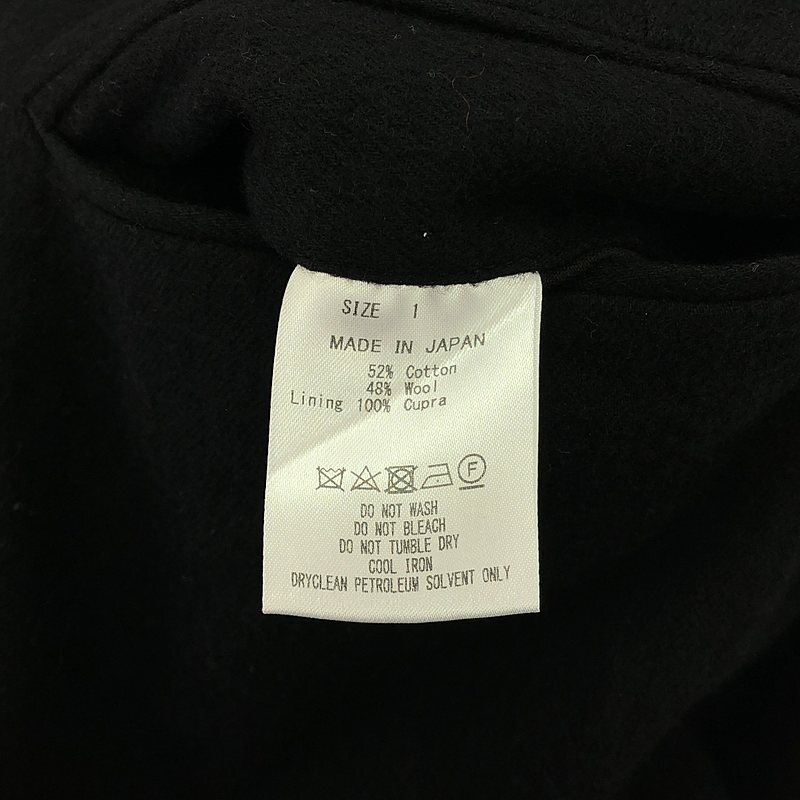 SIZE 1
MADE IN JAPAN
52% Cotton
48% Wool
Lining 100% Cupra
F
DO NOT WASH
DO NOT BLEACH
DO NOT TUMBLE DRY
COOL IRON
DRYCLEAN PETROLEUM SOLVENT ONLY